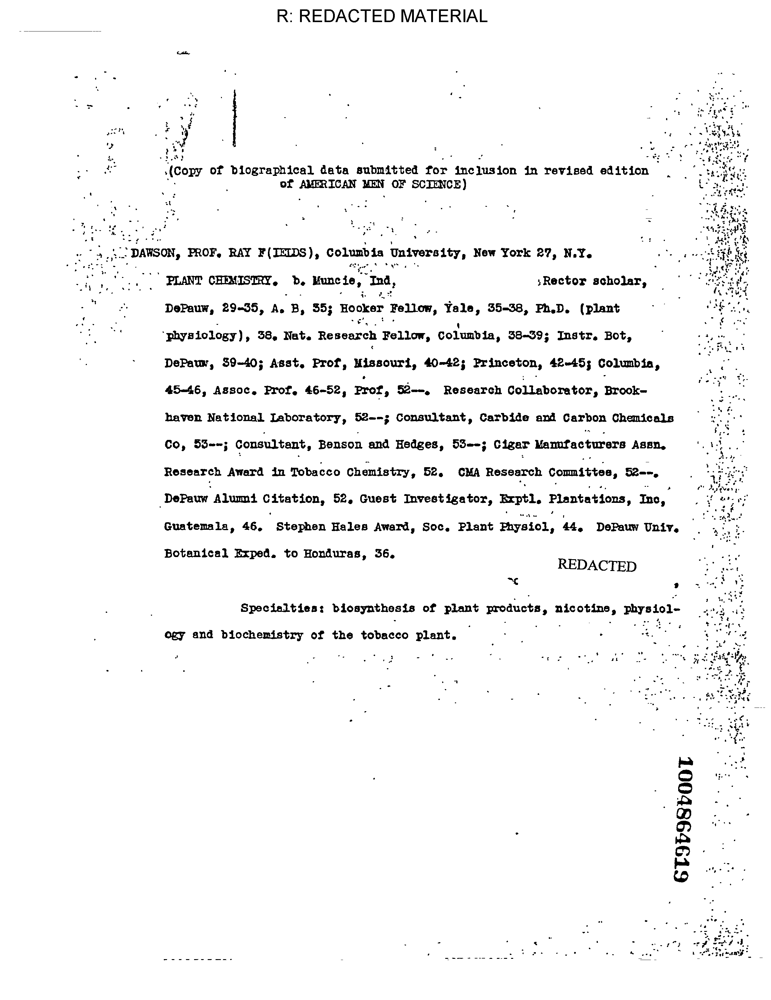 R: REDACTED MATERIAL
(Copy of biographical data submitted for inclusion in revised edition
of AMERICAN MEN OF SCIENCE)
DAWSON, PROF. RAY F(IELDS), Columbia University, New York 27, N.Y.
PLANT CHEMISTRY. b. Muncie, Ind, ;Rector scholar,
DePauw, 29-35, A. B, 35; Hooker Fellow, Yale, 35-38, Ph.D. (plant
physiology), 38. Nat. Research Fellow, Columbia, 38-39; Instr. Bot,
DePauw, 39-40; Asst. Prof, Missouri, 40-42; Princeton, 42-45; Columbia,
45-46, Assoc. Prof. 46-52, Prof, 52--. Research Collaborator, Brook-
haven National Laboratory, 52--; Consultant, Carbide and Carbon Chemicals
Co, 53--; Consultant, Benson and Hedges, 53--; Cigar Manufacturers Assn.
Research Award in Tobacco Chemistry, 52. CMA Research Committee, 52--.
DePauw Alumni Citation, 52. Guest Investigator, Exptl. Plantations, Inc,
Guatemala, 46. Stephen Hales Award, Soc. Plant Physiol, 44. DePauw Univ.
Botanical Exped. to Honduras, 36.
REDACTED
Specialties: biosynthesis of plant products, nicotine, physiol-
ogy and biochemistry of the tobacco plant.
1004864619